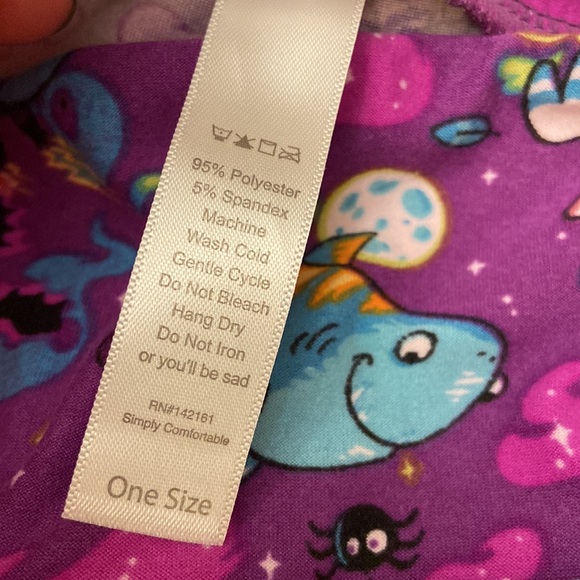 95% Polyester
5% Spandex
Machine
Wash Cold
Gentle Cycle
Do Not Bleach
Hang Dry
Do Not Iron
or you'll be sad
RN#142161
Simply Comfortable
One Size